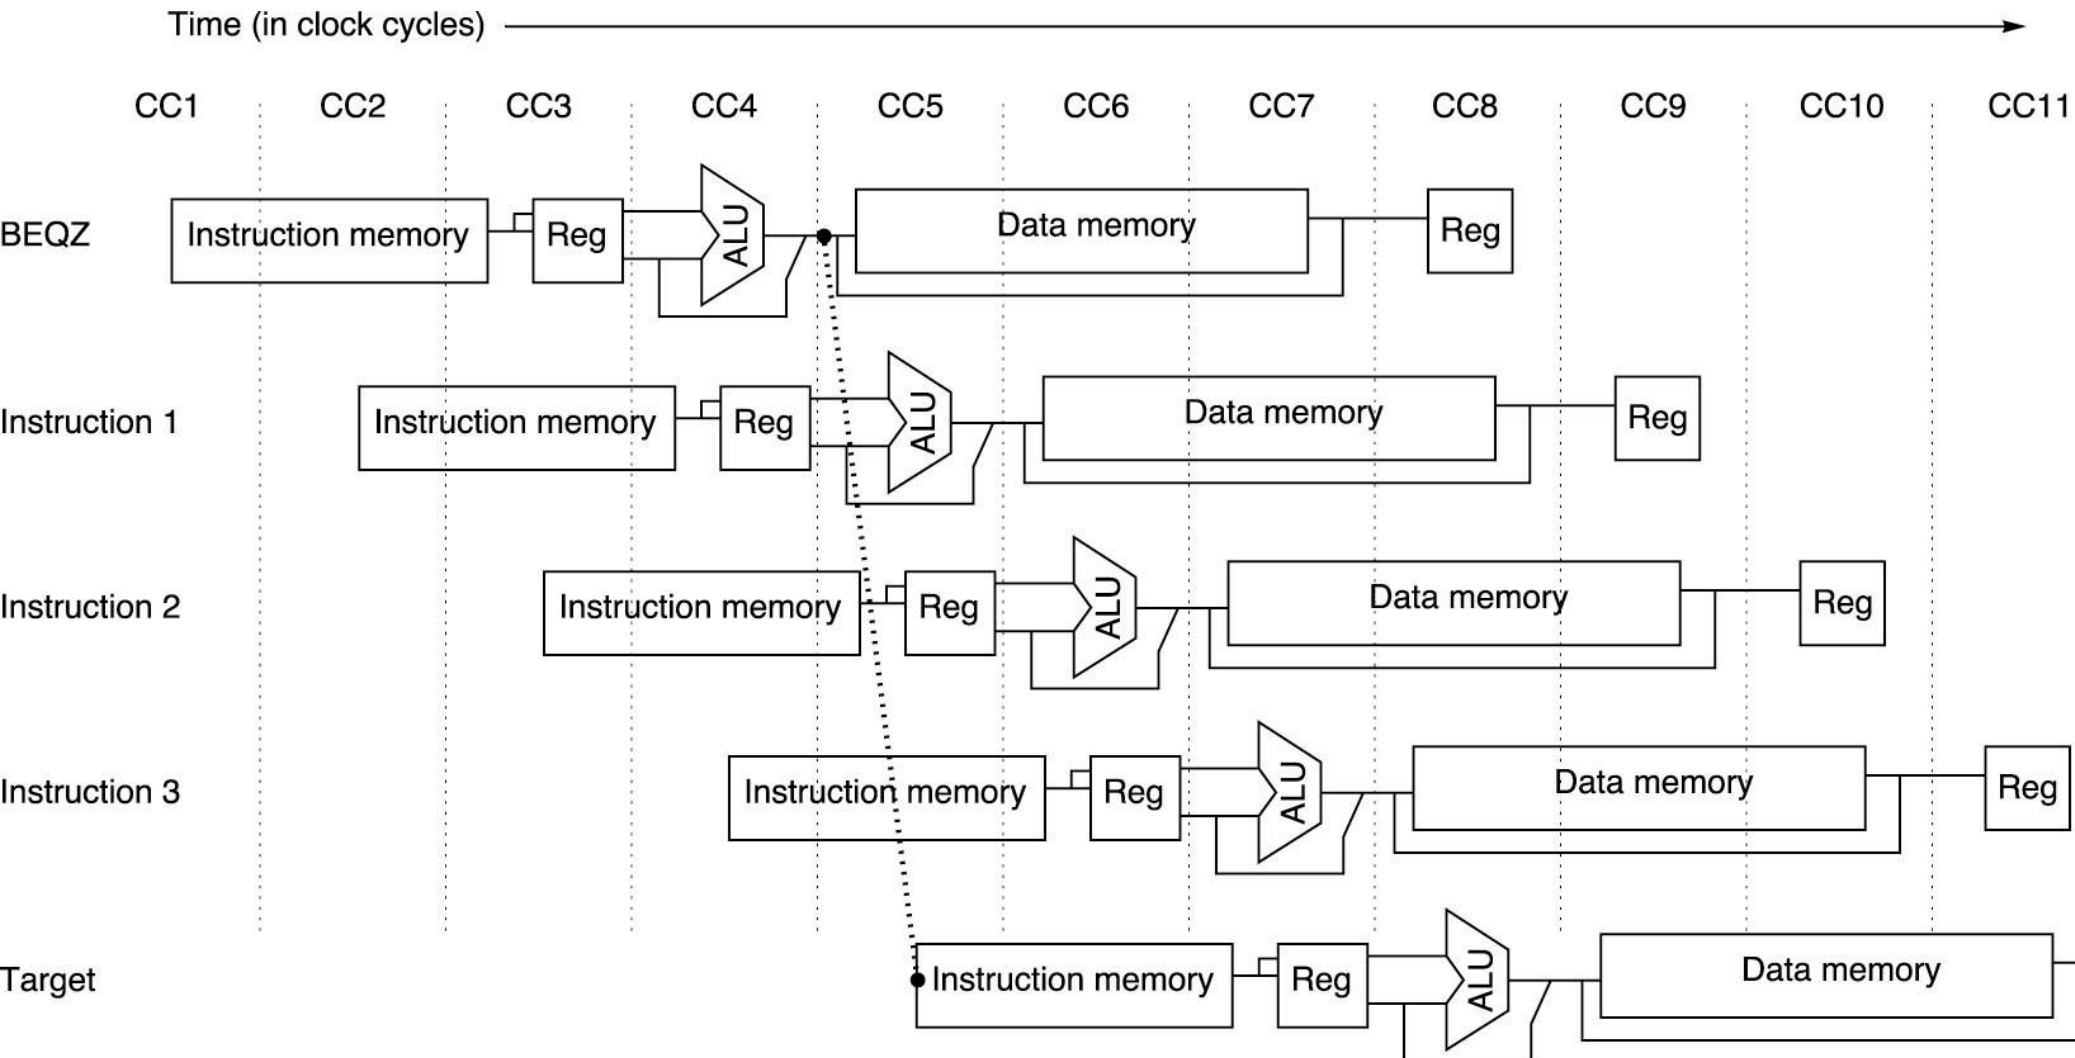 Time (in clock cycles)
CC1 CC2 CC3 CC4 CC5 CC6 CC7 CC8 CC9 CC10 CC11
BEQZ Instruction memory Reg ALU Data memory Reg
Instruction 1 Instruction memory Reg ALU Data memory Reg
Instruction 2 Instruction memory Reg ALU Data memory Reg
Instruction 3 Instruction memory Reg ALU Data memory Reg
Target Instruction memory Reg ALU Data memory